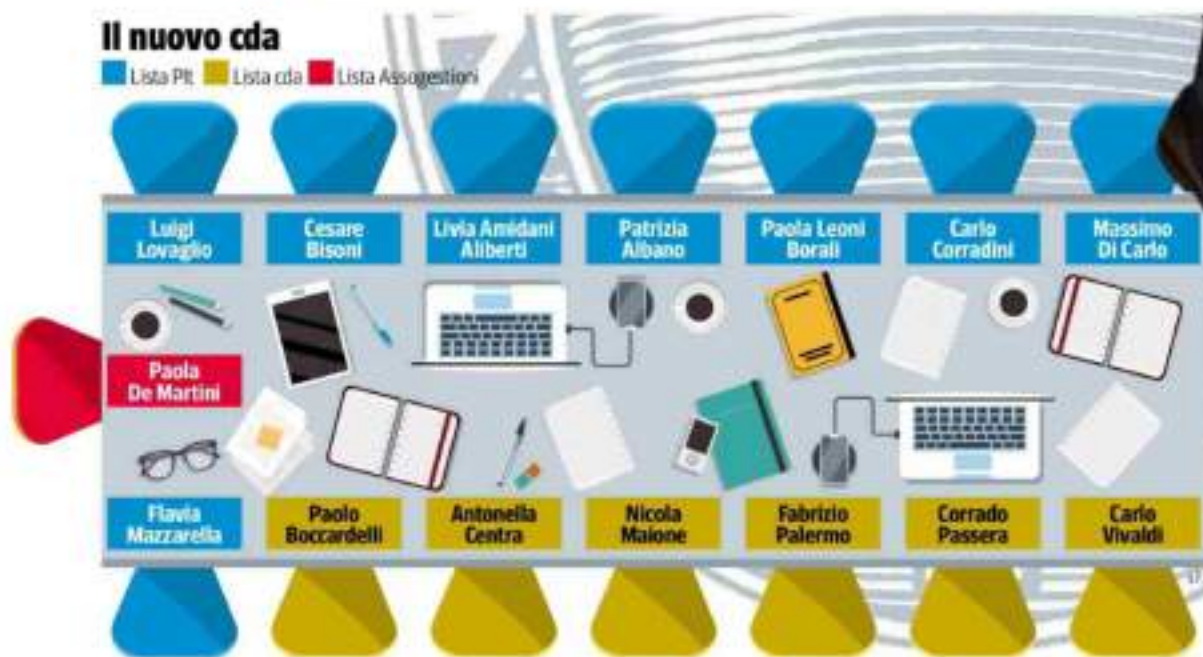 Il nuovo cda
Lista Plt Lista cda Lista Assogestioni
Luigi
Lovaglio
Cesare
Bisoni
Livia Amidani
Aliberti
Patrizia
Albano
Paola Leoni
Borali
Carlo
Corradini
Massimo
Di Carlo
Paola
De Martini
Flavia
Mazzarella
Paolo
Boccardelli
Antonella
Centra
Nicola
Maione
Fabrizio
Palermo
Corrado
Passera
Carlo
Vivaldi